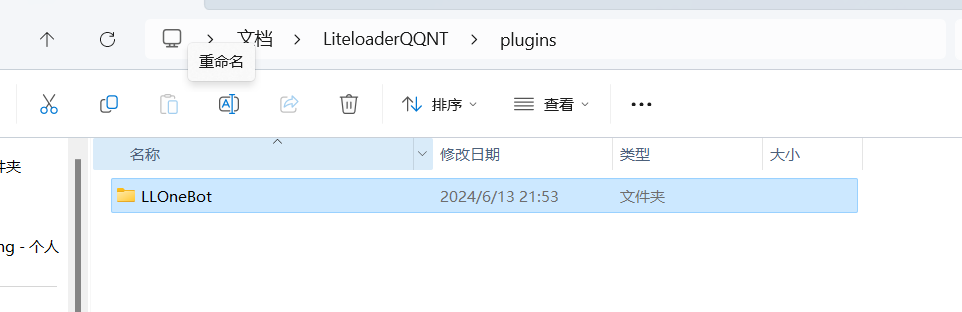 文档 LiteloaderQQNT plugins
重命名
排序 查看
名称 修改日期 类型 大小
件夹
LLOneBot 2024/6/13 21:53 文件夹
ng - 个人